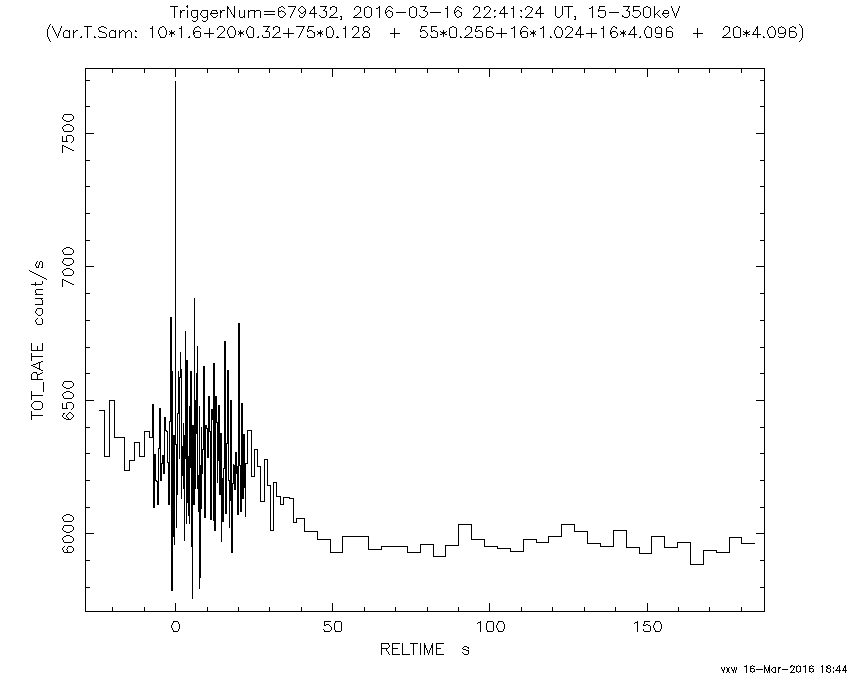 TriggerNum=679432, 2016-03-16 22:41:24 UT, 15-350keV
(Var.T.Sam: 10*1.6+20*0.32+75*0.128 + 55*0.256+16*1.024+16*4.096 + 20*4.096)
TOT_RATE count/s
7500
7000
6500
6000
0 50 100 150
RELTIME s
vxw 16-Mar-2016 18:44